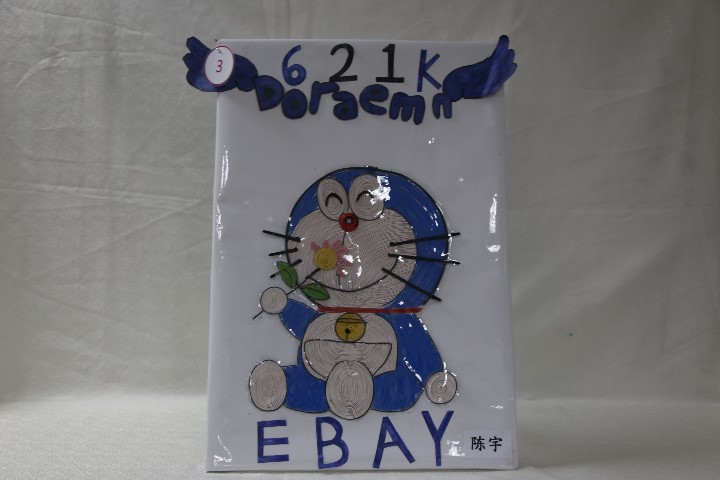 3
621K
Doraemn
EBAY
陈宇